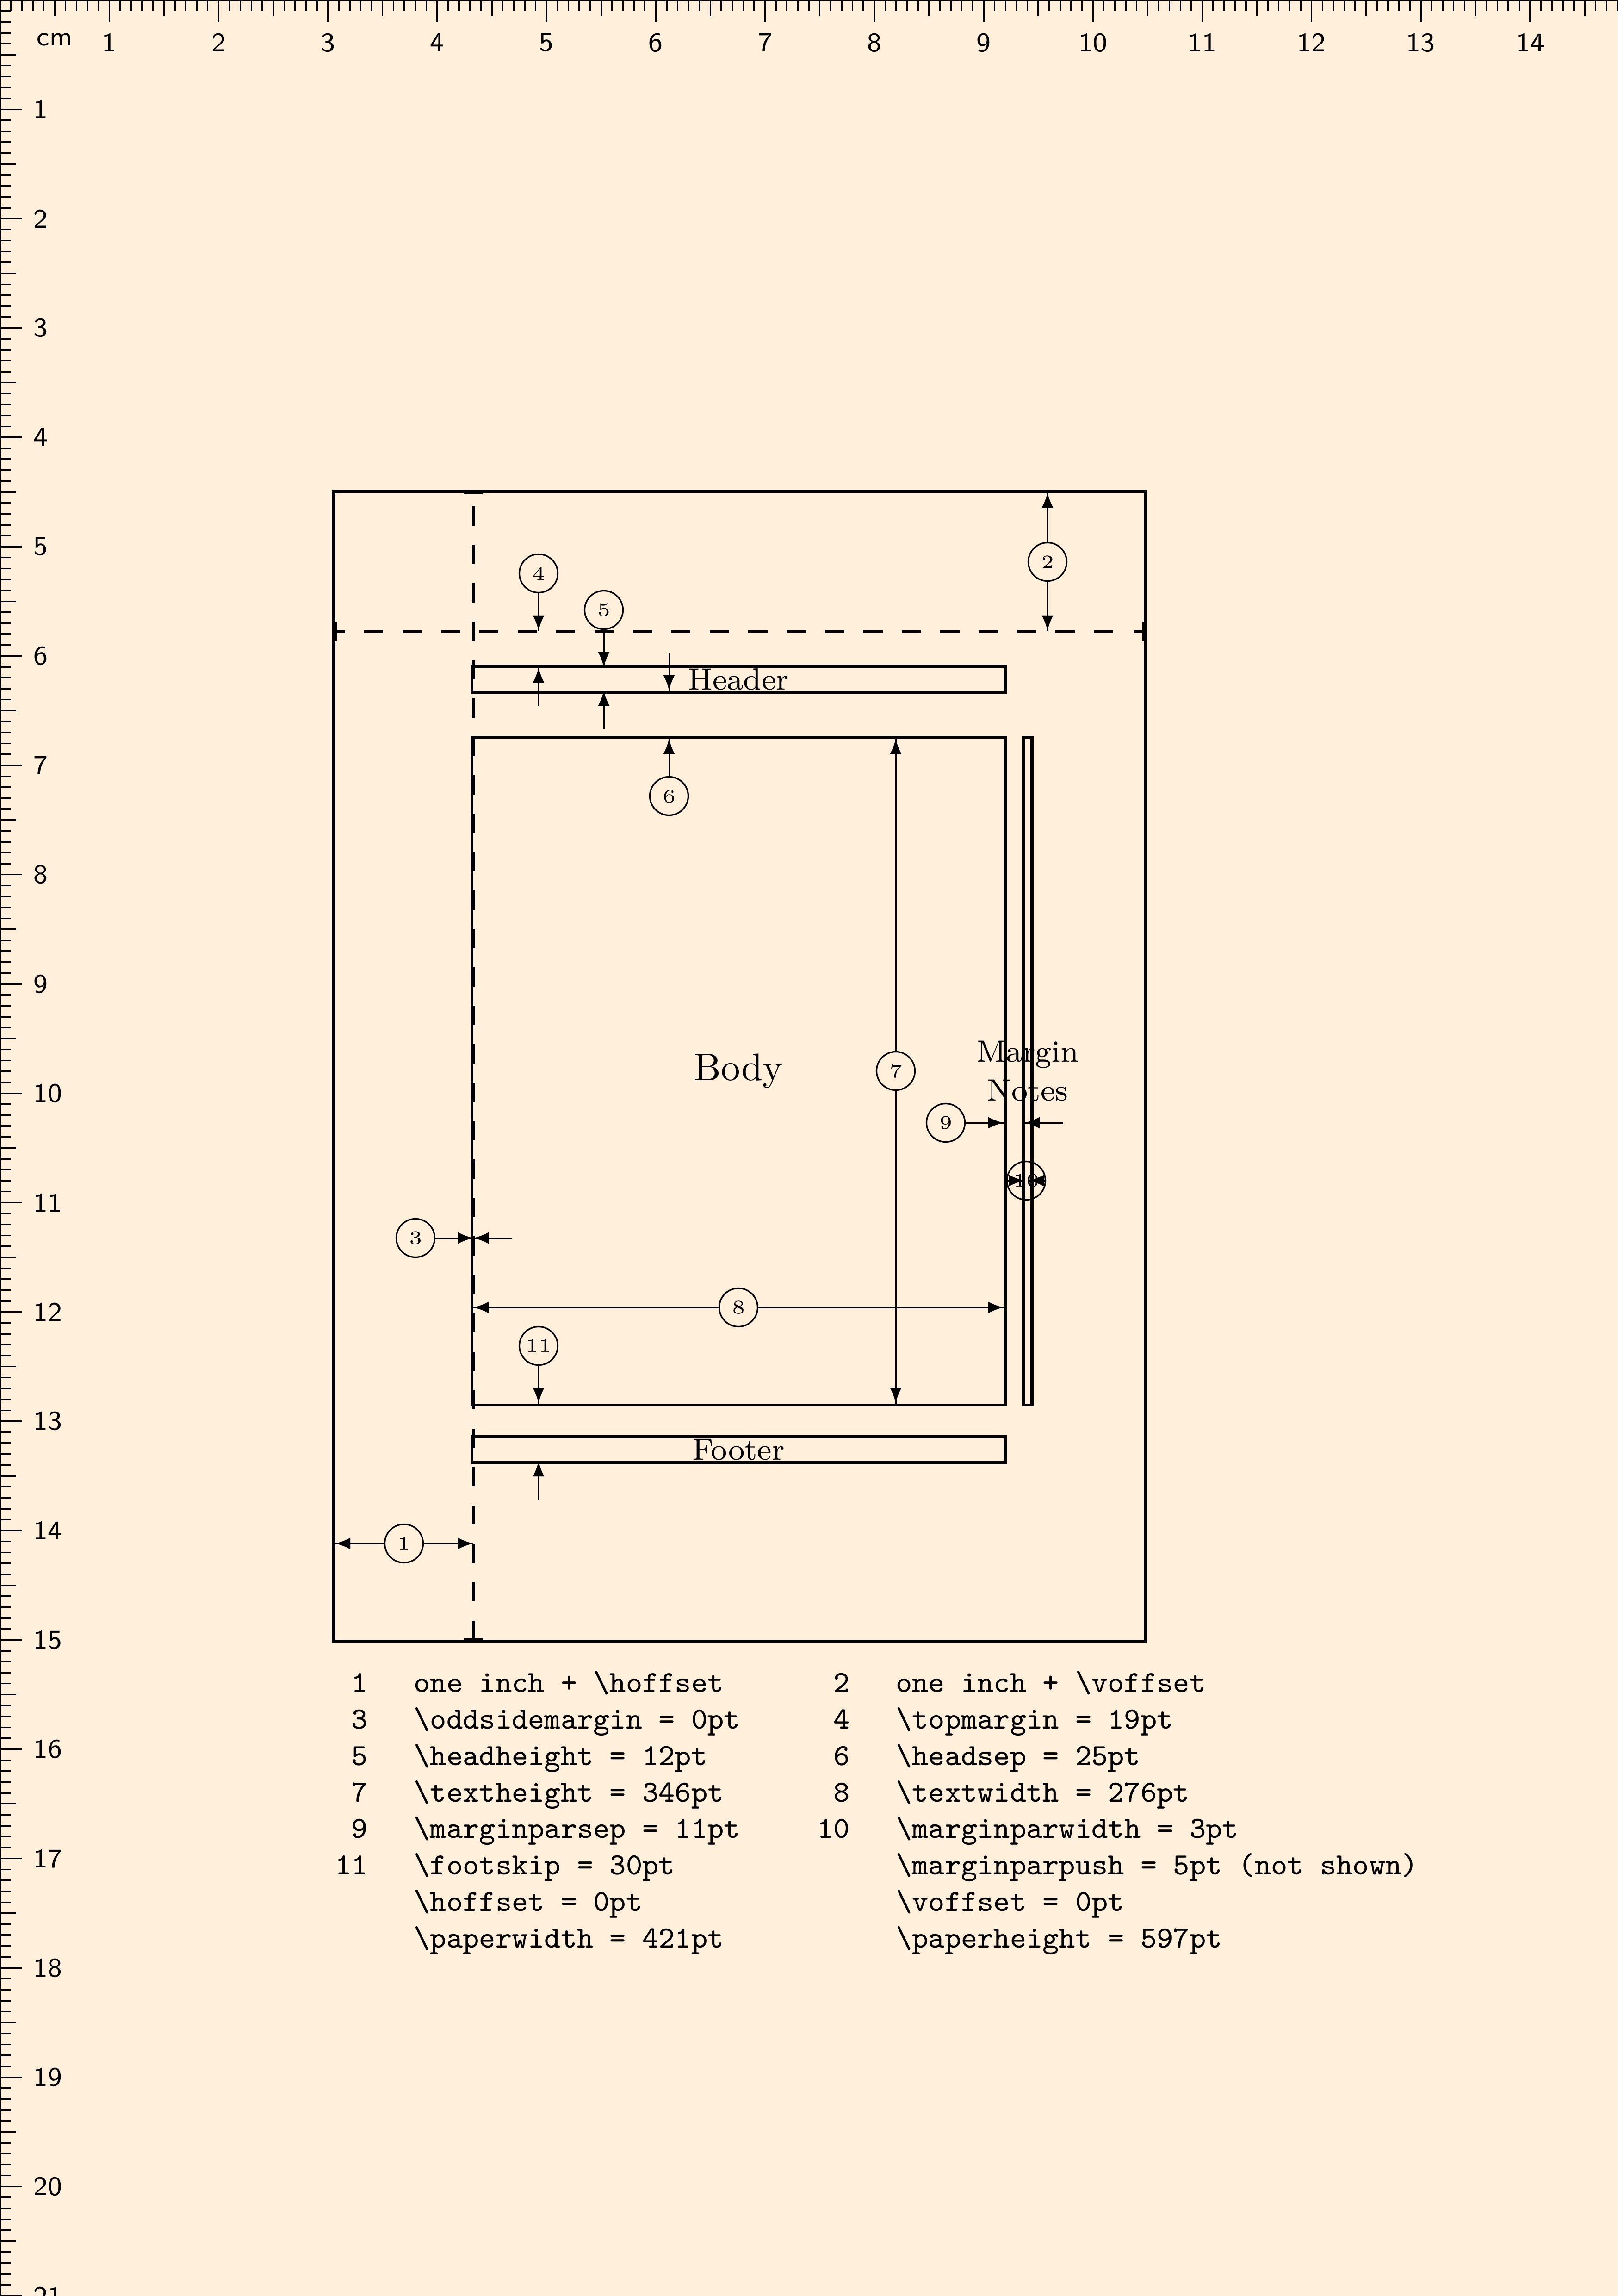 cm 1 2 3 4 5 6 7 8 9 10 11 12 13 14
1
2
3
4
5
6
7
8
9
10
11
12
13
14
15
16
17
18
19
20
21
2
4
5
Header
6
Body
7
Margin
Notes
9
10
3
8
11
Footer
1
1 one inch + \hoffset 2 one inch + \voffset
3 \oddsidemargin = 0pt 4 \topmargin = 19pt
5 \headheight = 12pt 6 \headsep = 25pt
7 \textheight = 346pt 8 \textwidth = 276pt
9 \marginparsep = 11pt 10 \marginparwidth = 3pt
11 \footskip = 30pt \marginparpush = 5pt (not shown)
\hoffset = 0pt \voffset = 0pt
\paperwidth = 421pt \paperheight = 597pt